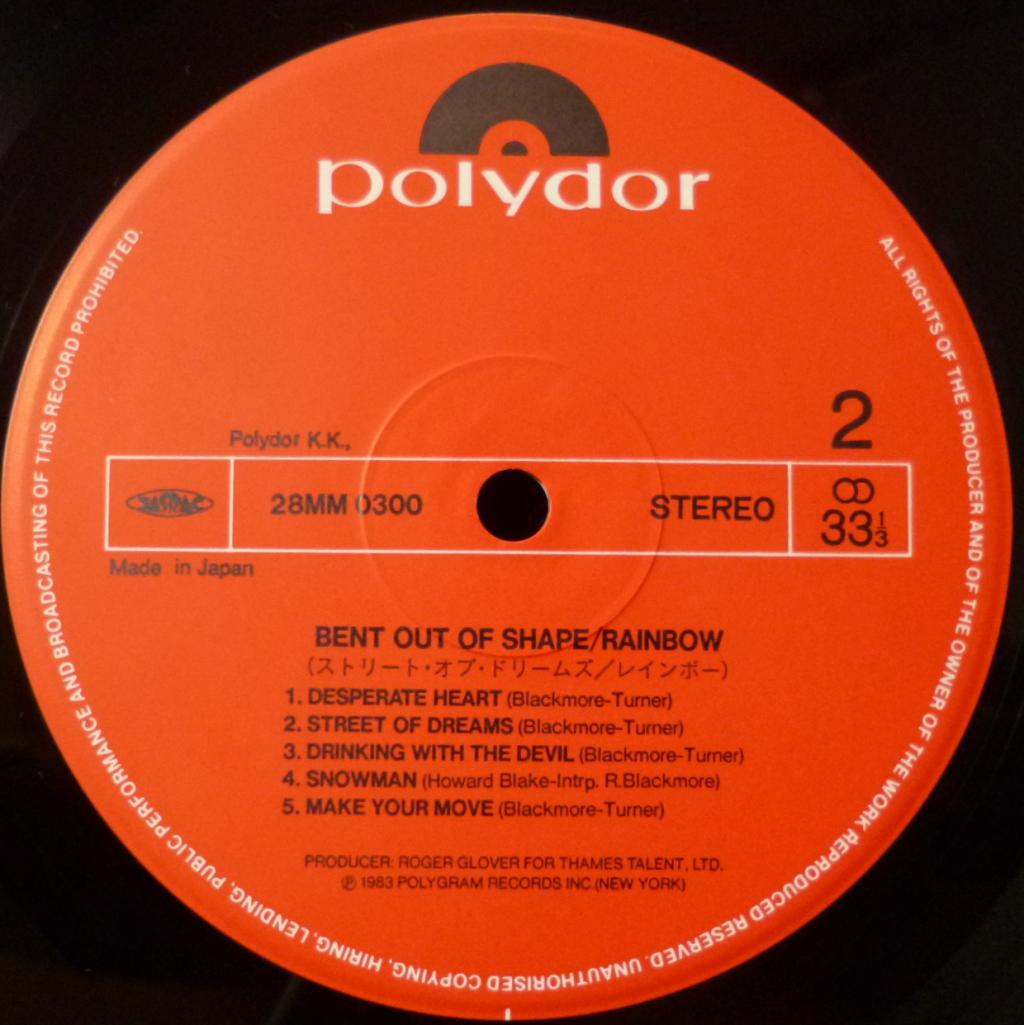 polydor
ALL RIGHTS OF THE PRODUCER AND OF THE OWNER OF THE WORK REPRODUCED RESERVED. UNAUTHORISED COPYING, HIRING, LENDING, PUBLIC PERFORMANCE AND BROADCASTING OF THIS RECORD PROHIBITED.
2
Polydor K.K.,
JASRAC
28MM 0300
STEREO
33 1/3
Made in Japan
BENT OUT OF SHAPE/RAINBOW
(ストリート・オブ・ドリームズ/レインボー)
1. DESPERATE HEART (Blackmore-Turner)
2. STREET OF DREAMS (Blackmore-Turner)
3. DRINKING WITH THE DEVIL (Blackmore-Turner)
4. SNOWMAN (Howard Blake-Intrp. R.Blackmore)
5. MAKE YOUR MOVE (Blackmore-Turner)
PRODUCER: ROGER GLOVER FOR THAMES TALENT, LTD.
℗ 1983 POLYGRAM RECORDS INC.(NEW YORK)